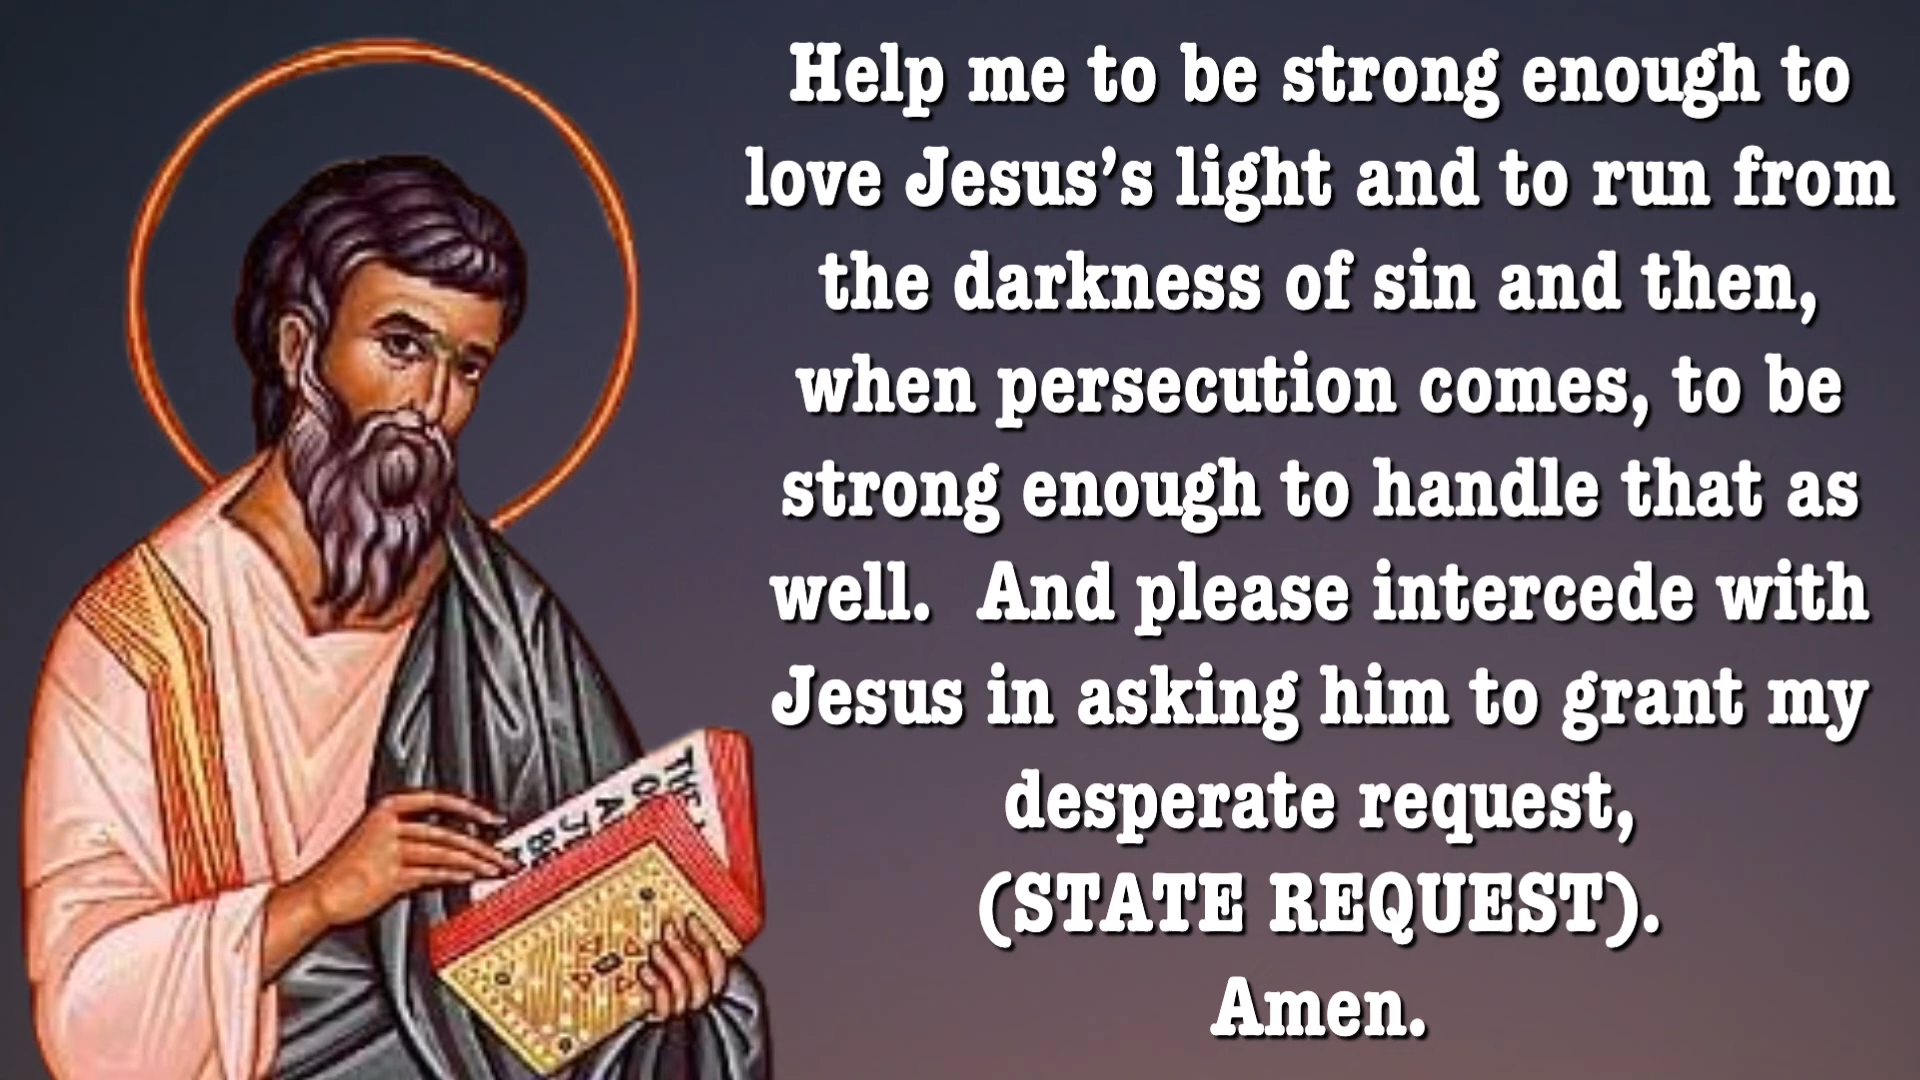 Help me to be strong enough to
love Jesus’s light and to run from
the darkness of sin and then,
when persecution comes, to be
strong enough to handle that as
well.  And please intercede with
Jesus in asking him to grant my
desperate request,
(STATE REQUEST).
Amen.
THE